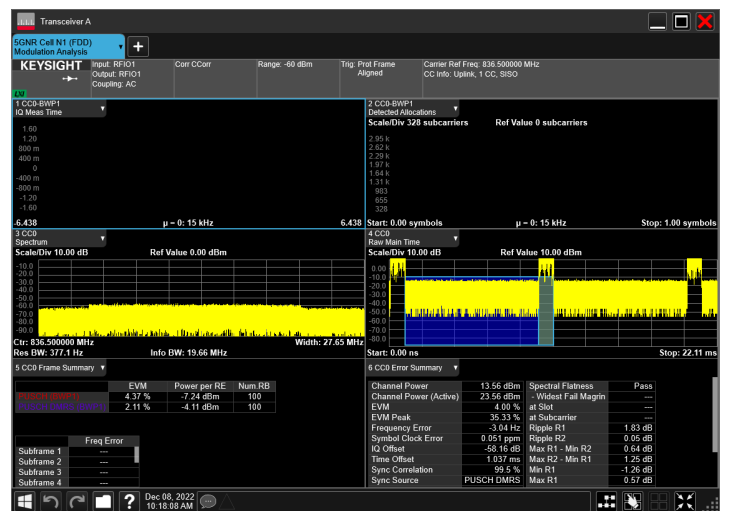 Transceiver A
5GNR Cell N1 (FDD)
Modulation Analysis
KEYSIGHT
LXI
Input: RFIO1
Output: RFIO1
Coupling: AC
Corr CCorr
Range: -60 dBm
Trig: Prot Frame
Aligned
Carrier Ref Freq: 836.500000 MHz
CC Info: Uplink, 1 CC, SISO
1 CC0-BWP1
IQ Meas Time
1.60
1.20
800 m
400 m
0
-400 m
-800 m
-1.20
-1.60
-6.438 µ = 0: 15 kHz 6.438
2 CC0-BWP1
Detected Allocations
Scale/Div 328 subcarriers Ref Value 0 subcarriers
2.95 k
2.62 k
2.29 k
1.97 k
1.64 k
1.31 k
983
655
328
Start: 0.00 symbols µ = 0: 15 kHz Stop: 1.00 symbols
3 CC0
Spectrum
Scale/Div 10.00 dB Ref Value 0.00 dBm
-10.0
-20.0
-30.0
-40.0
-50.0
-60.0
-70.0
-80.0
-90.0
Ctr: 836.500000 MHz Width: 27.65 MHz
Res BW: 377.1 Hz Info BW: 19.66 MHz
4 CC0
Raw Main Time
Scale/Div 10.00 dB Ref Value 10.00 dBm
0.00
-10.0
-20.0
-30.0
-40.0
-50.0
-60.0
-70.0
-80.0
Start: 0.00 ns Stop: 22.11 ms
5 CC0 Frame Summary
EVM Power per RE Num.RB
PUSCH (BWP1) 4.37 % -7.24 dBm 100
2.11 % -4.11 dBm 100
Freq Error
Subframe 1 ---
Subframe 2 ---
Subframe 3 ---
Subframe 4 ---
6 CC0 Error Summary
Channel Power 13.56 dBm Spectral Flatness Pass
Channel Power (Active) 23.56 dBm - Widest Fail Magrin ---
EVM 4.00 % at Slot ---
EVM Peak 35.33 % at Subcarrier ---
Frequency Error -3.04 Hz Ripple R1 1.83 dB
Symbol Clock Error 0.051 ppm Ripple R2 0.05 dB
IQ Offset -58.16 dB Max R1 - Min R2 0.64 dB
Time Offset 1.037 ms Max R2 - Min R1 1.25 dB
Sync Correlation 99.5 % Min R1 -1.26 dB
Sync Source PUSCH DMRS Max R1 0.57 dB
Dec 08, 2022
10:18:08 AM